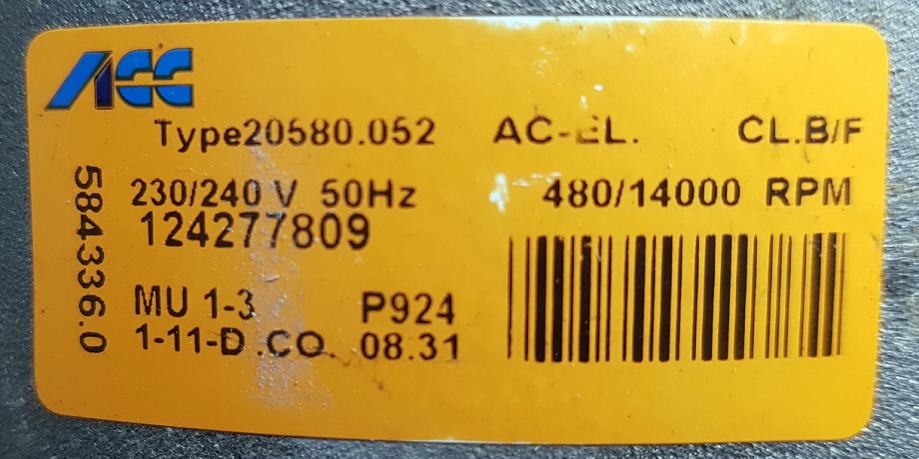 ACC
Type20580.052 AC-EL. CL.B/F
230/240 V 50Hz 480/14000 RPM
124277809
MU 1-3 P924
1-11-D .CO. 08.31
584336.0